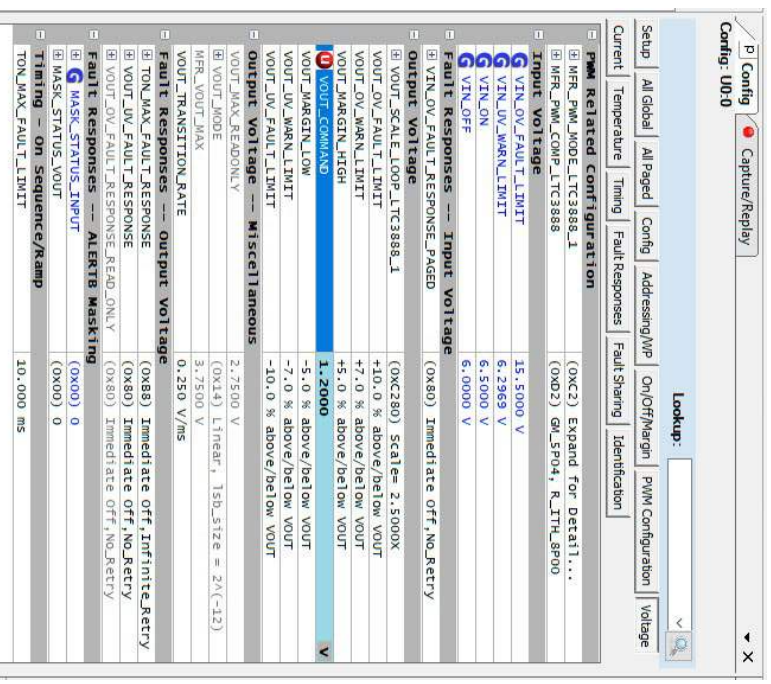 Config Capture/Replay
Config: U0:0
Lookup:
Setup All Global All Paged Config Addressing/WP On/Off/Margin PWM Configuration Voltage
Current Temperature Timing Fault Responses Fault Sharing Identification
PWM Related Configuration
MFR_PWM_MODE_LTC3888_1 (0xC2) Expand for Detail...
MFR_PWM_COMP_LTC3888 (0xD2) GM_5P04, R_ITH_8P00
Input Voltage
G VIN_OV_FAULT_LIMIT 15.5000 V
G VIN_UV_WARN_LIMIT 6.2969 V
G VIN_ON 6.5000 V
G VIN_OFF 6.0000 V
Fault Responses -- Input Voltage
VIN_OV_FAULT_RESPONSE_PAGED (0x80) Immediate Off,No_Retry
Output Voltage
VOUT_SCALE_LOOP_LTC3888_1 (0xC280) Scale= 2.5000X
VOUT_OV_FAULT_LIMIT +10.0 % above/below VOUT
VOUT_OV_WARN_LIMIT +7.0 % above/below VOUT
VOUT_MARGIN_HIGH +5.0 % above/below VOUT
U VOUT_COMMAND 1.2000 V
VOUT_MARGIN_LOW -5.0 % above/below VOUT
VOUT_UV_WARN_LIMIT -7.0 % above/below VOUT
VOUT_UV_FAULT_LIMIT -10.0 % above/below VOUT
Output Voltage -- Miscellaneous
VOUT_MAX_READONLY 2.7500 V
VOUT_MODE (0x14) Linear, lsb_size = 2^(-12)
MFR_VOUT_MAX 3.7500 V
VOUT_TRANSITION_RATE 0.250 V/ms
Fault Responses -- Output Voltage
TON_MAX_FAULT_RESPONSE (0xB8) Immediate Off,Infinite_Retry
VOUT_UV_FAULT_RESPONSE (0x80) Immediate Off,No_Retry
VOUT_OV_FAULT_RESPONSE_READ_ONLY (0x80) Immediate Off,No_Retry
Fault Responses -- ALERTB Masking
G MASK_STATUS_INPUT (0x00) 0
MASK_STATUS_VOUT (0x00) 0
Timing - On Sequence/Ramp
TON_MAX_FAULT_LIMIT 10.000 ms